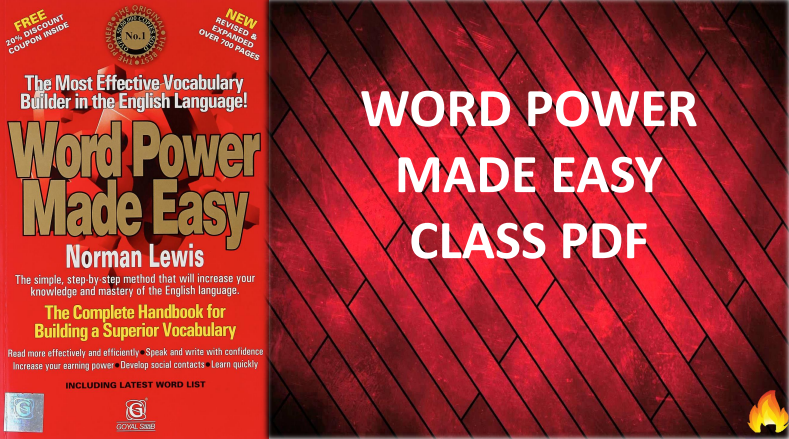 FREE
20% DISCOUNT
COUPON INSIDE
No.1
NEW
REVISED &
EXPANDED
OVER 700 PAGES
The Most Effective Vocabulary
Builder in the English Language!
Word Power
Made Easy
Norman Lewis
The simple, step-by-step method that will increase your
knowledge and mastery of the English language.
The Complete Handbook for
Building a Superior Vocabulary
Read more effectively and efficiently • Speak and write with confidence
Increase your earning power • Develop social contacts • Learn quickly
INCLUDING LATEST WORD LIST
WORD POWER
MADE EASY
CLASS PDF